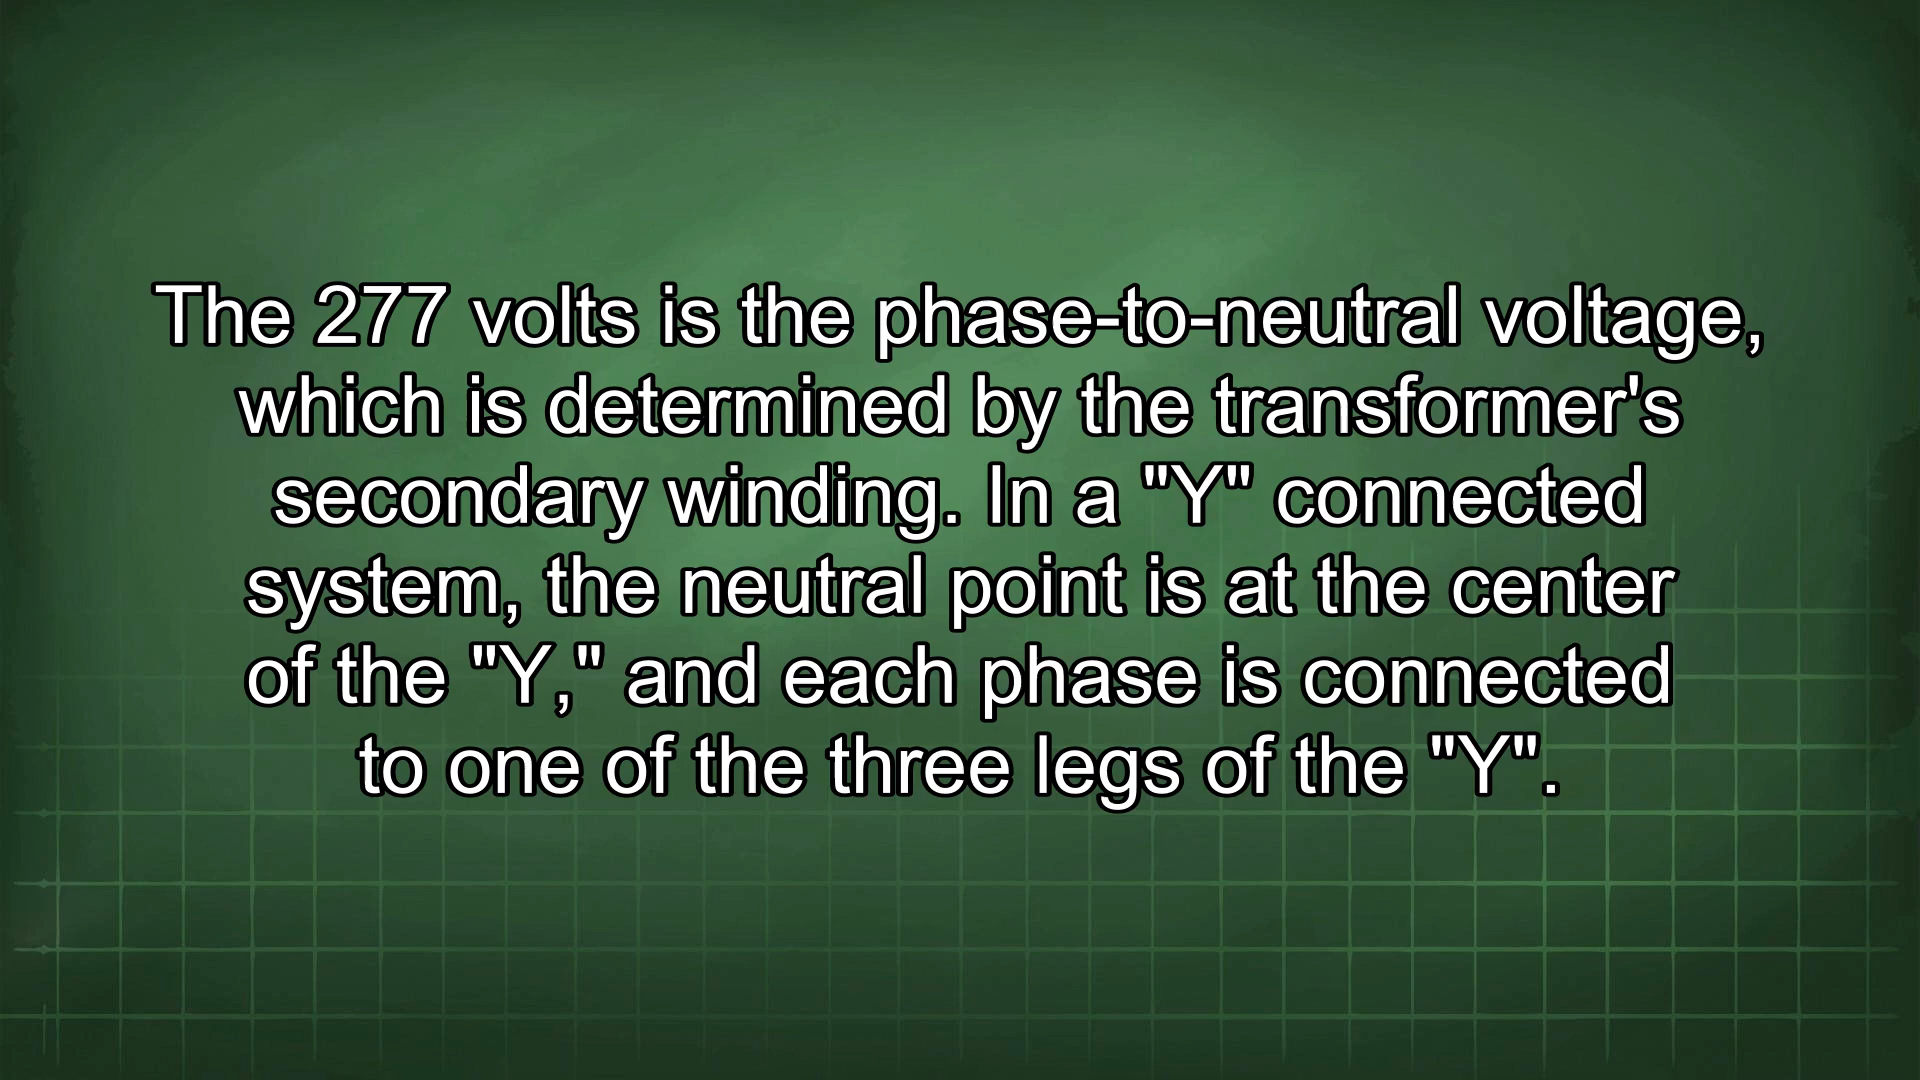 The 277 volts is the phase-to-neutral voltage,
which is determined by the transformer's
secondary winding. In a "Y" connected
system, the neutral point is at the center
of the "Y," and each phase is connected
to one of the three legs of the "Y".